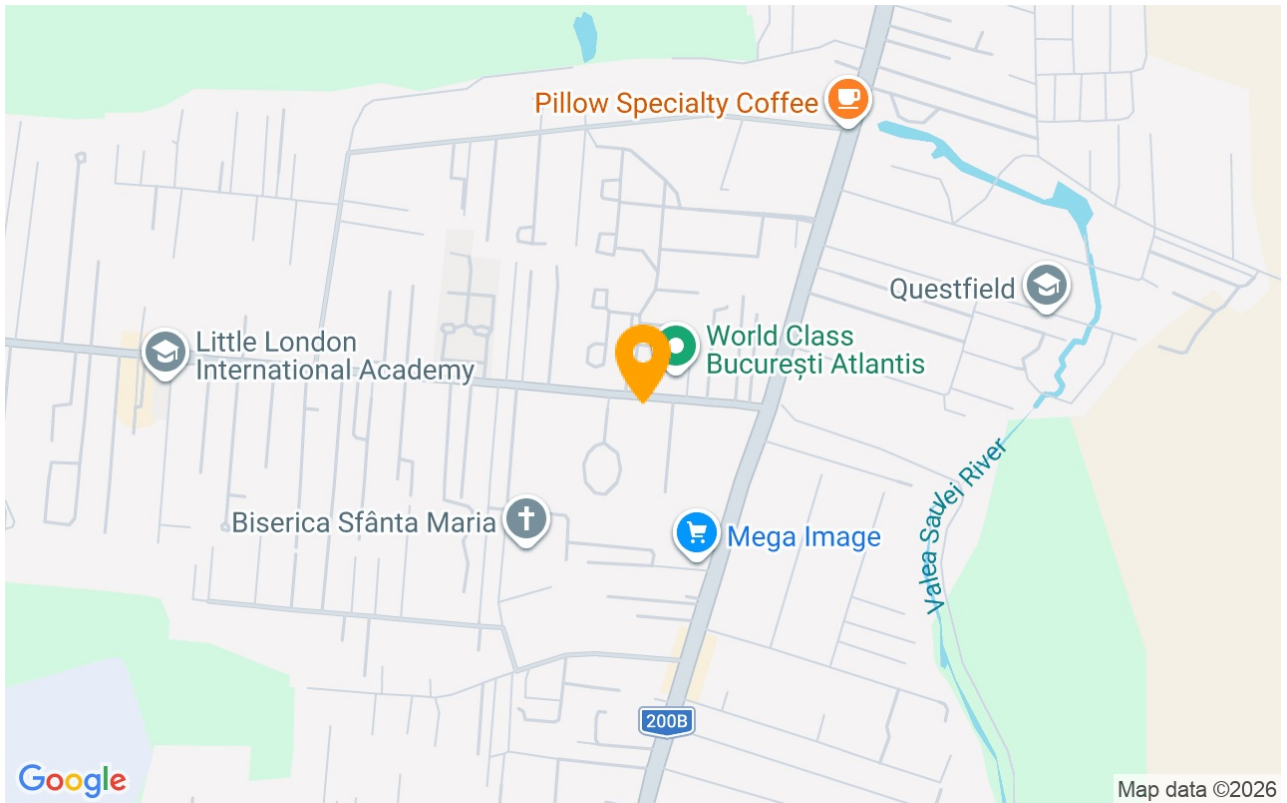 Pillow Specialty Coffee
Questfield
Little London
International Academy
World Class
București Atlantis
Biserica Sfânta Maria
Mega Image
Valea Saulei River
200B
Google
Map data ©2026